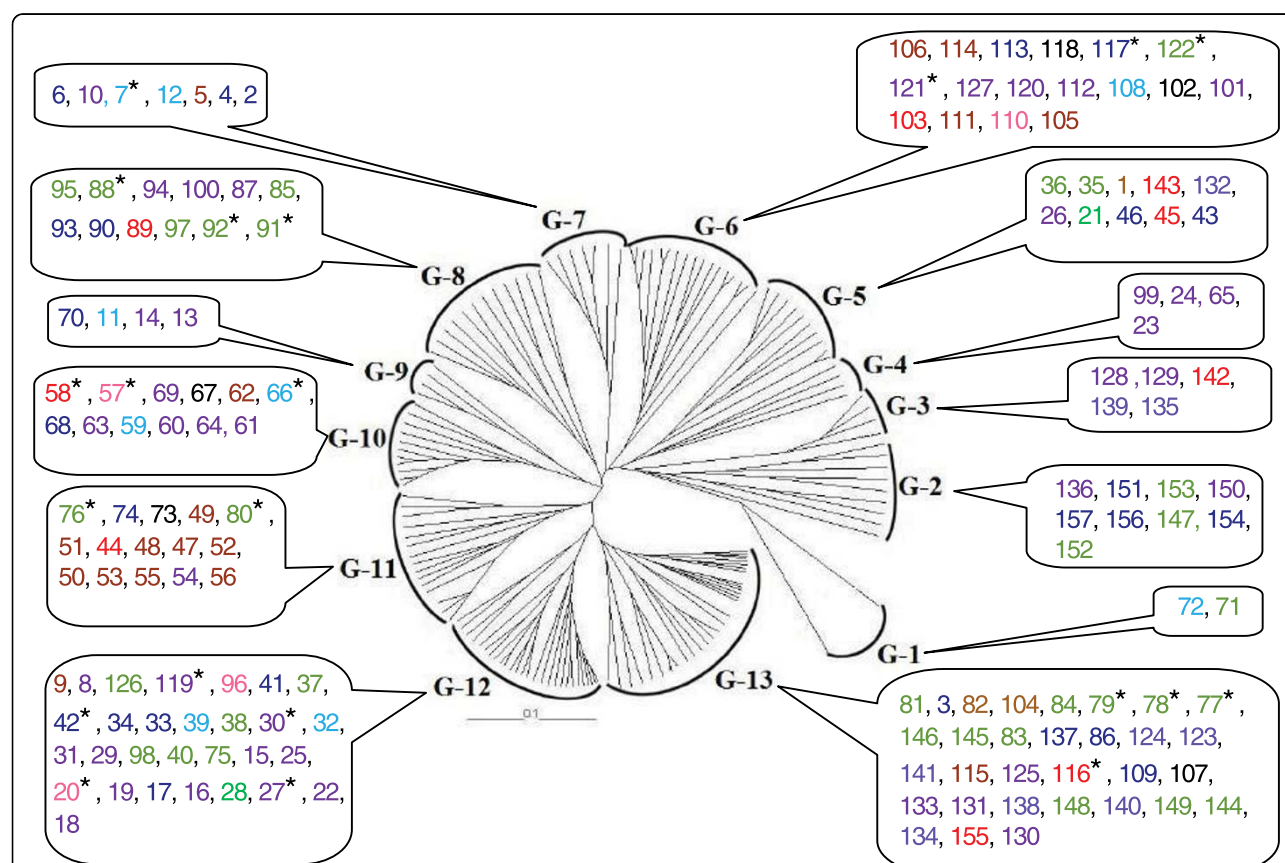 6, 10, 7*, 12, 5, 4, 2
G-7
106, 114, 113, 118, 117*, 122*,
121*, 127, 120, 112, 108, 102, 101,
103, 111, 110, 105
G-6
95, 88*, 94, 100, 87, 85,
93, 90, 89, 97, 92*, 91*
G-8
36, 35, 1, 143, 132,
26, 21, 46, 45, 43
G-5
70, 11, 14, 13
G-9
99, 24, 65,
23
G-4
58*, 57*, 69, 67, 62, 66*,
68, 63, 59, 60, 64, 61
G-10
128 ,129, 142,
139, 135
G-3
76*, 74, 73, 49, 80*,
51, 44, 48, 47, 52,
50, 53, 55, 54, 56
G-11
136, 151, 153, 150,
157, 156, 147, 154,
152
G-2
72, 71
G-1
9, 8, 126, 119*, 96, 41, 37,
42*, 34, 33, 39, 38, 30*, 32,
31, 29, 98, 40, 75, 15, 25,
20*, 19, 17, 16, 28, 27*, 22,
18
G-12
0.1
G-13
81, 3, 82, 104, 84, 79*, 78*, 77*,
146, 145, 83, 137, 86, 124, 123,
141, 115, 125, 116*, 109, 107,
133, 131, 138, 148, 140, 149, 144,
134, 155, 130